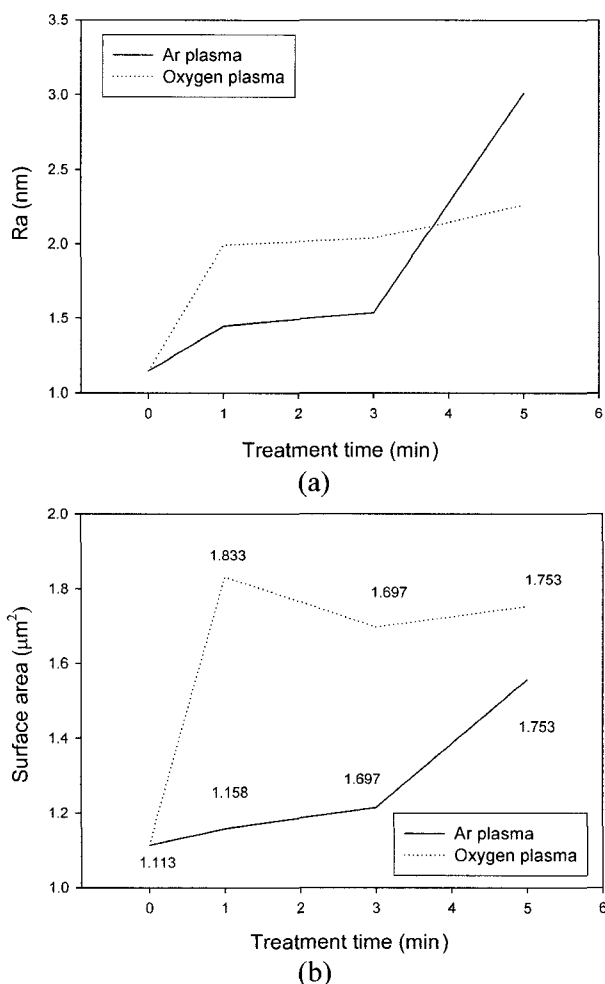 3.5
Ar plasma
Oxygen plasma
3.0
2.5
2.0
1.5
1.0
Ra (nm)
0 1 2 3 4 5 6
Treatment time (min)
(a)
2.0
1.833
1.753
1.8
1.697
1.6
1.753
1.4
1.697
1.158
1.2
1.113
1.0
Surface area (μm²)
Ar plasma
Oxygen plasma
0 1 2 3 4 5 6
Treatment time (min)
(b)